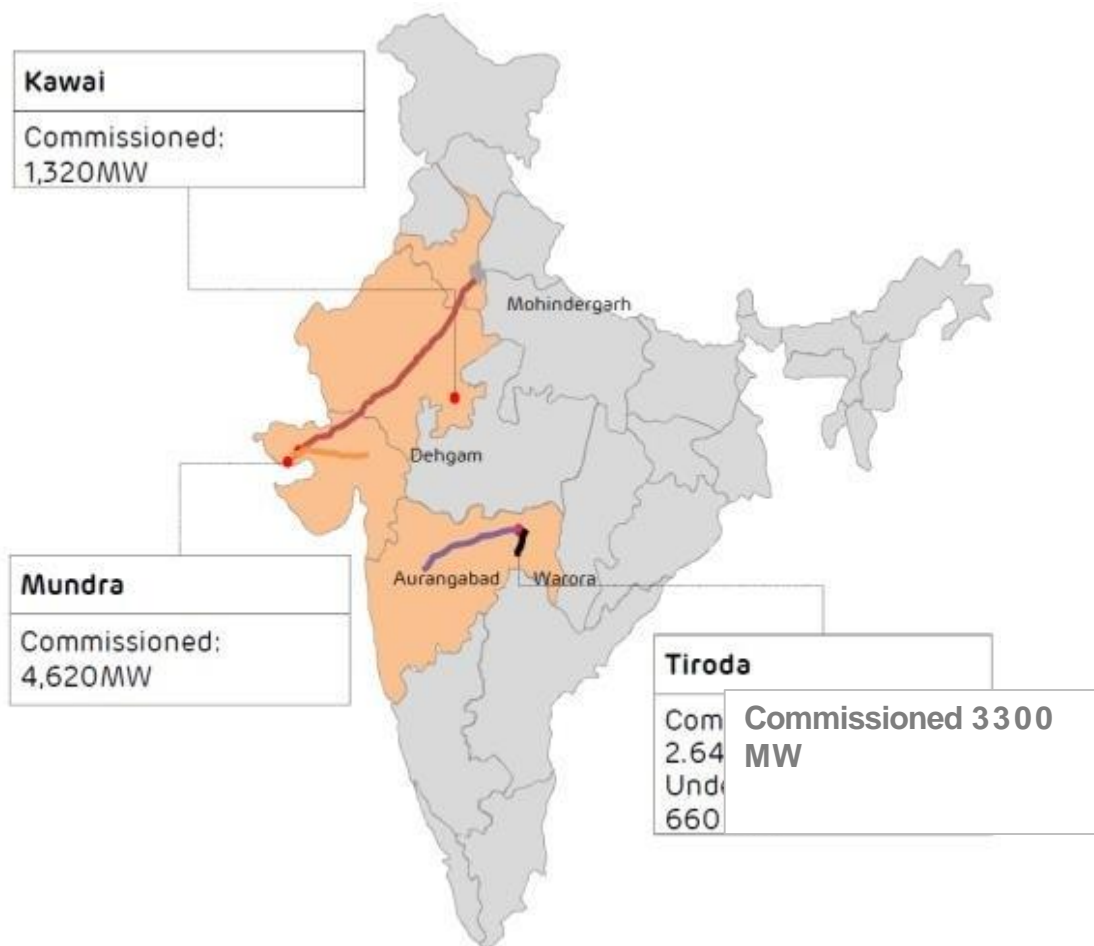 Kawai
Commissioned:
1,320MW
Mohindergarh
Dehgam
Aurangabad Warora
Mundra
Commissioned:
4,620MW
Tiroda
Com
2.64
Und
660
Commissioned 3300
MW